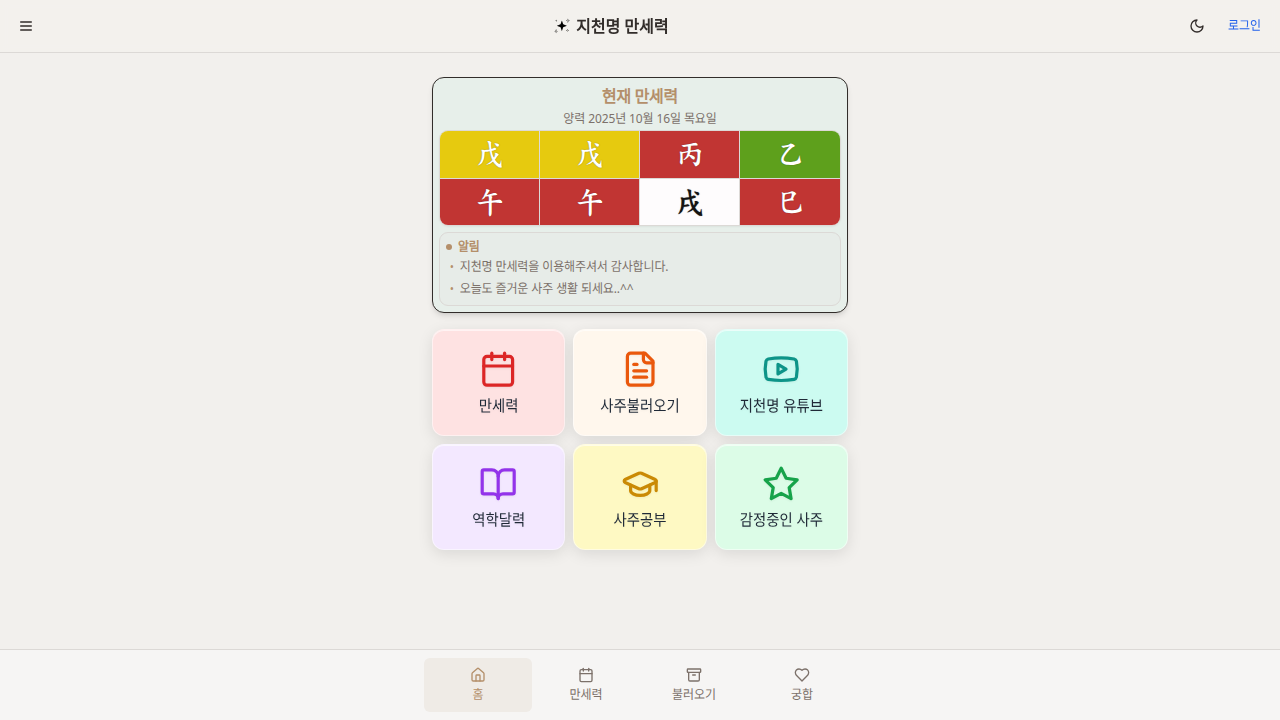 지천명 만세력
로그인
현재 만세력
양력 2025년 10월 16일 목요일
戊 戊 丙 乙
午 午 戌 巳
알림
• 지천명 만세력을 이용해주셔서 감사합니다.
• 오늘도 즐거운 사주 생활 되세요..^^
만세력 사주불러오기 지천명 유튜브
역학달력 사주공부 감정중인 사주
홈 만세력 불러오기 궁합